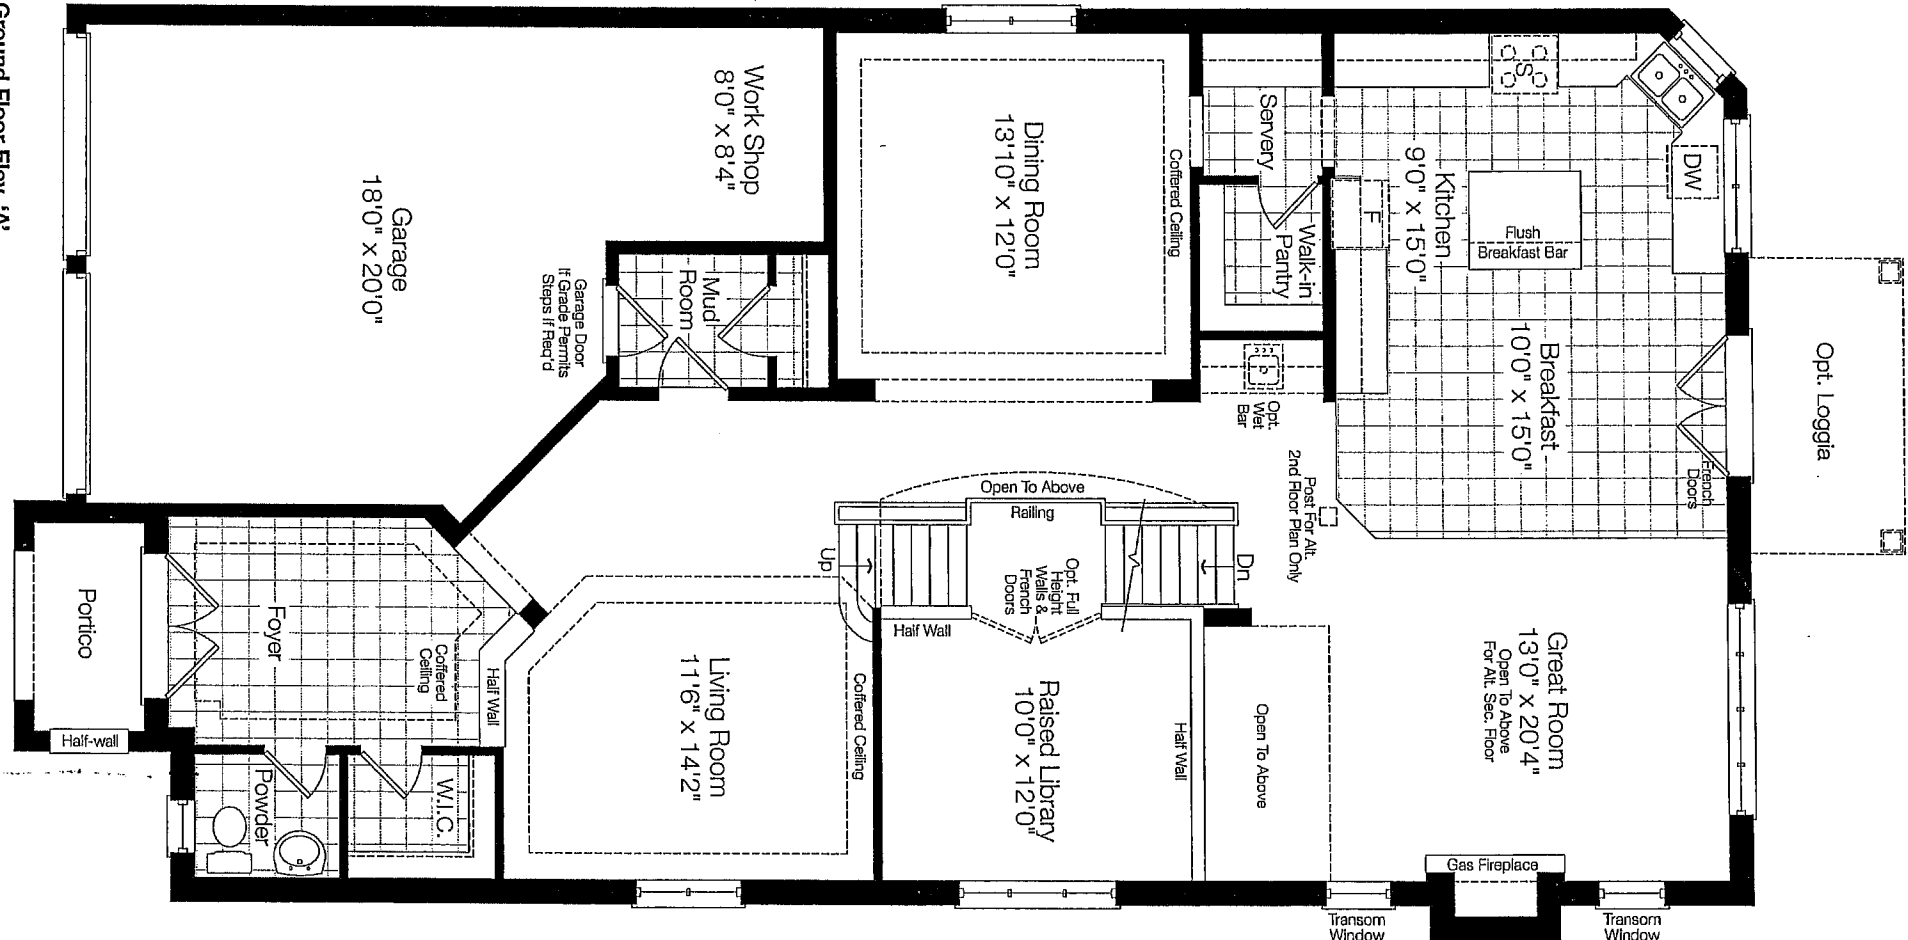 Ground Floor Elev. 'A'
Work Shop
8'0" x 8'4"
Garage
18'0" x 20'0"
Garage Door
If Grade Permits
Steps If Req'd
Mud
Room
Dining Room
13'10" x 12'0"
Coffered Ceiling
Servery
Walk-in
Pantry
Kitchen
9'0" x 15'0"
S
DW
F
Flush
Breakfast Bar
Breakfast
10'0" x 15'0"
French
Doors
Opt. Loggia
Opt.
Wet
Bar
Post For Alt.
2nd Floor Plan Only
Open To Above
Railing
Up
Dn
Opt. Full
Height
Walls &
French
Doors
Half Wall
Portico
Half-wall
Foyer
Coffered
Ceiling
Half Wall
Powder
W.I.C.
Living Room
11'6" x 14'2"
Coffered Ceiling
Raised Library
10'0" x 12'0"
Half Wall
Open To Above
Great Room
13'0" x 20'4"
Open To Above
For Alt. Sec. Floor
Gas Fireplace
Transom
Window
Transom
Window